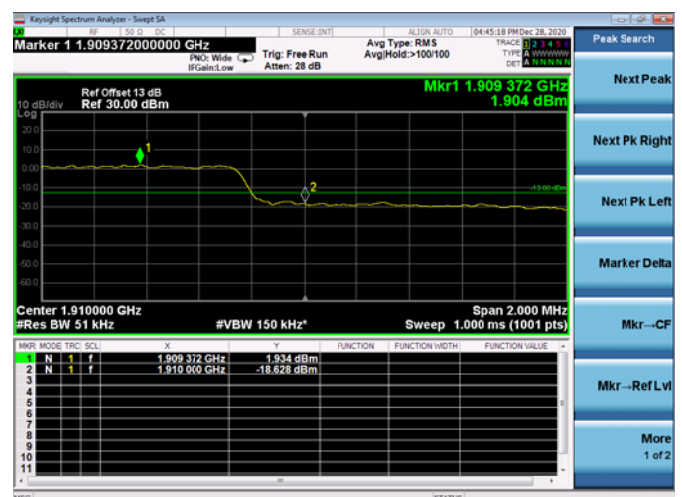 Keysight Spectrum Analyzer - Swept SA
RF 50 Ω DC SENSE:INT ALIGN AUTO 04:45:18 PM Dec 28, 2020
Marker 1 1.909372000000 GHz
PNO: Wide
IFGain:Low
Trig: Free Run
Atten: 28 dB
Avg Type: RMS
Avg|Hold:>100/100
TRACE 1 2 3 4 5 6
TYPE A WWWWW
DET A N N N N N
Peak Search
Next Peak
Next Pk Right
Next Pk Left
Marker Delta
Mkr→CF
Mkr→Ref Lvl
More
1 of 2
Ref Offset 13 dB
10 dB/div Ref 30.00 dBm
Log
Mkr1 1.909 372 GHz
1.904 dBm
20.0
10.0
0.00
-10.0
-20.0
-30.0
-40.0
-50.0
-60.0
1
2
-13.00 dBm
Center 1.910000 GHz Span 2.000 MHz
#Res BW 51 kHz #VBW 150 kHz* Sweep 1.000 ms (1001 pts)
MKR MODE TRC SCL X Y FUNCTION FUNCTION WIDTH FUNCTION VALUE
1 N 1 f 1.909 372 GHz 1.934 dBm
2 N 1 f 1.910 000 GHz -18.628 dBm
3
4
5
6
7
8
9
10
11